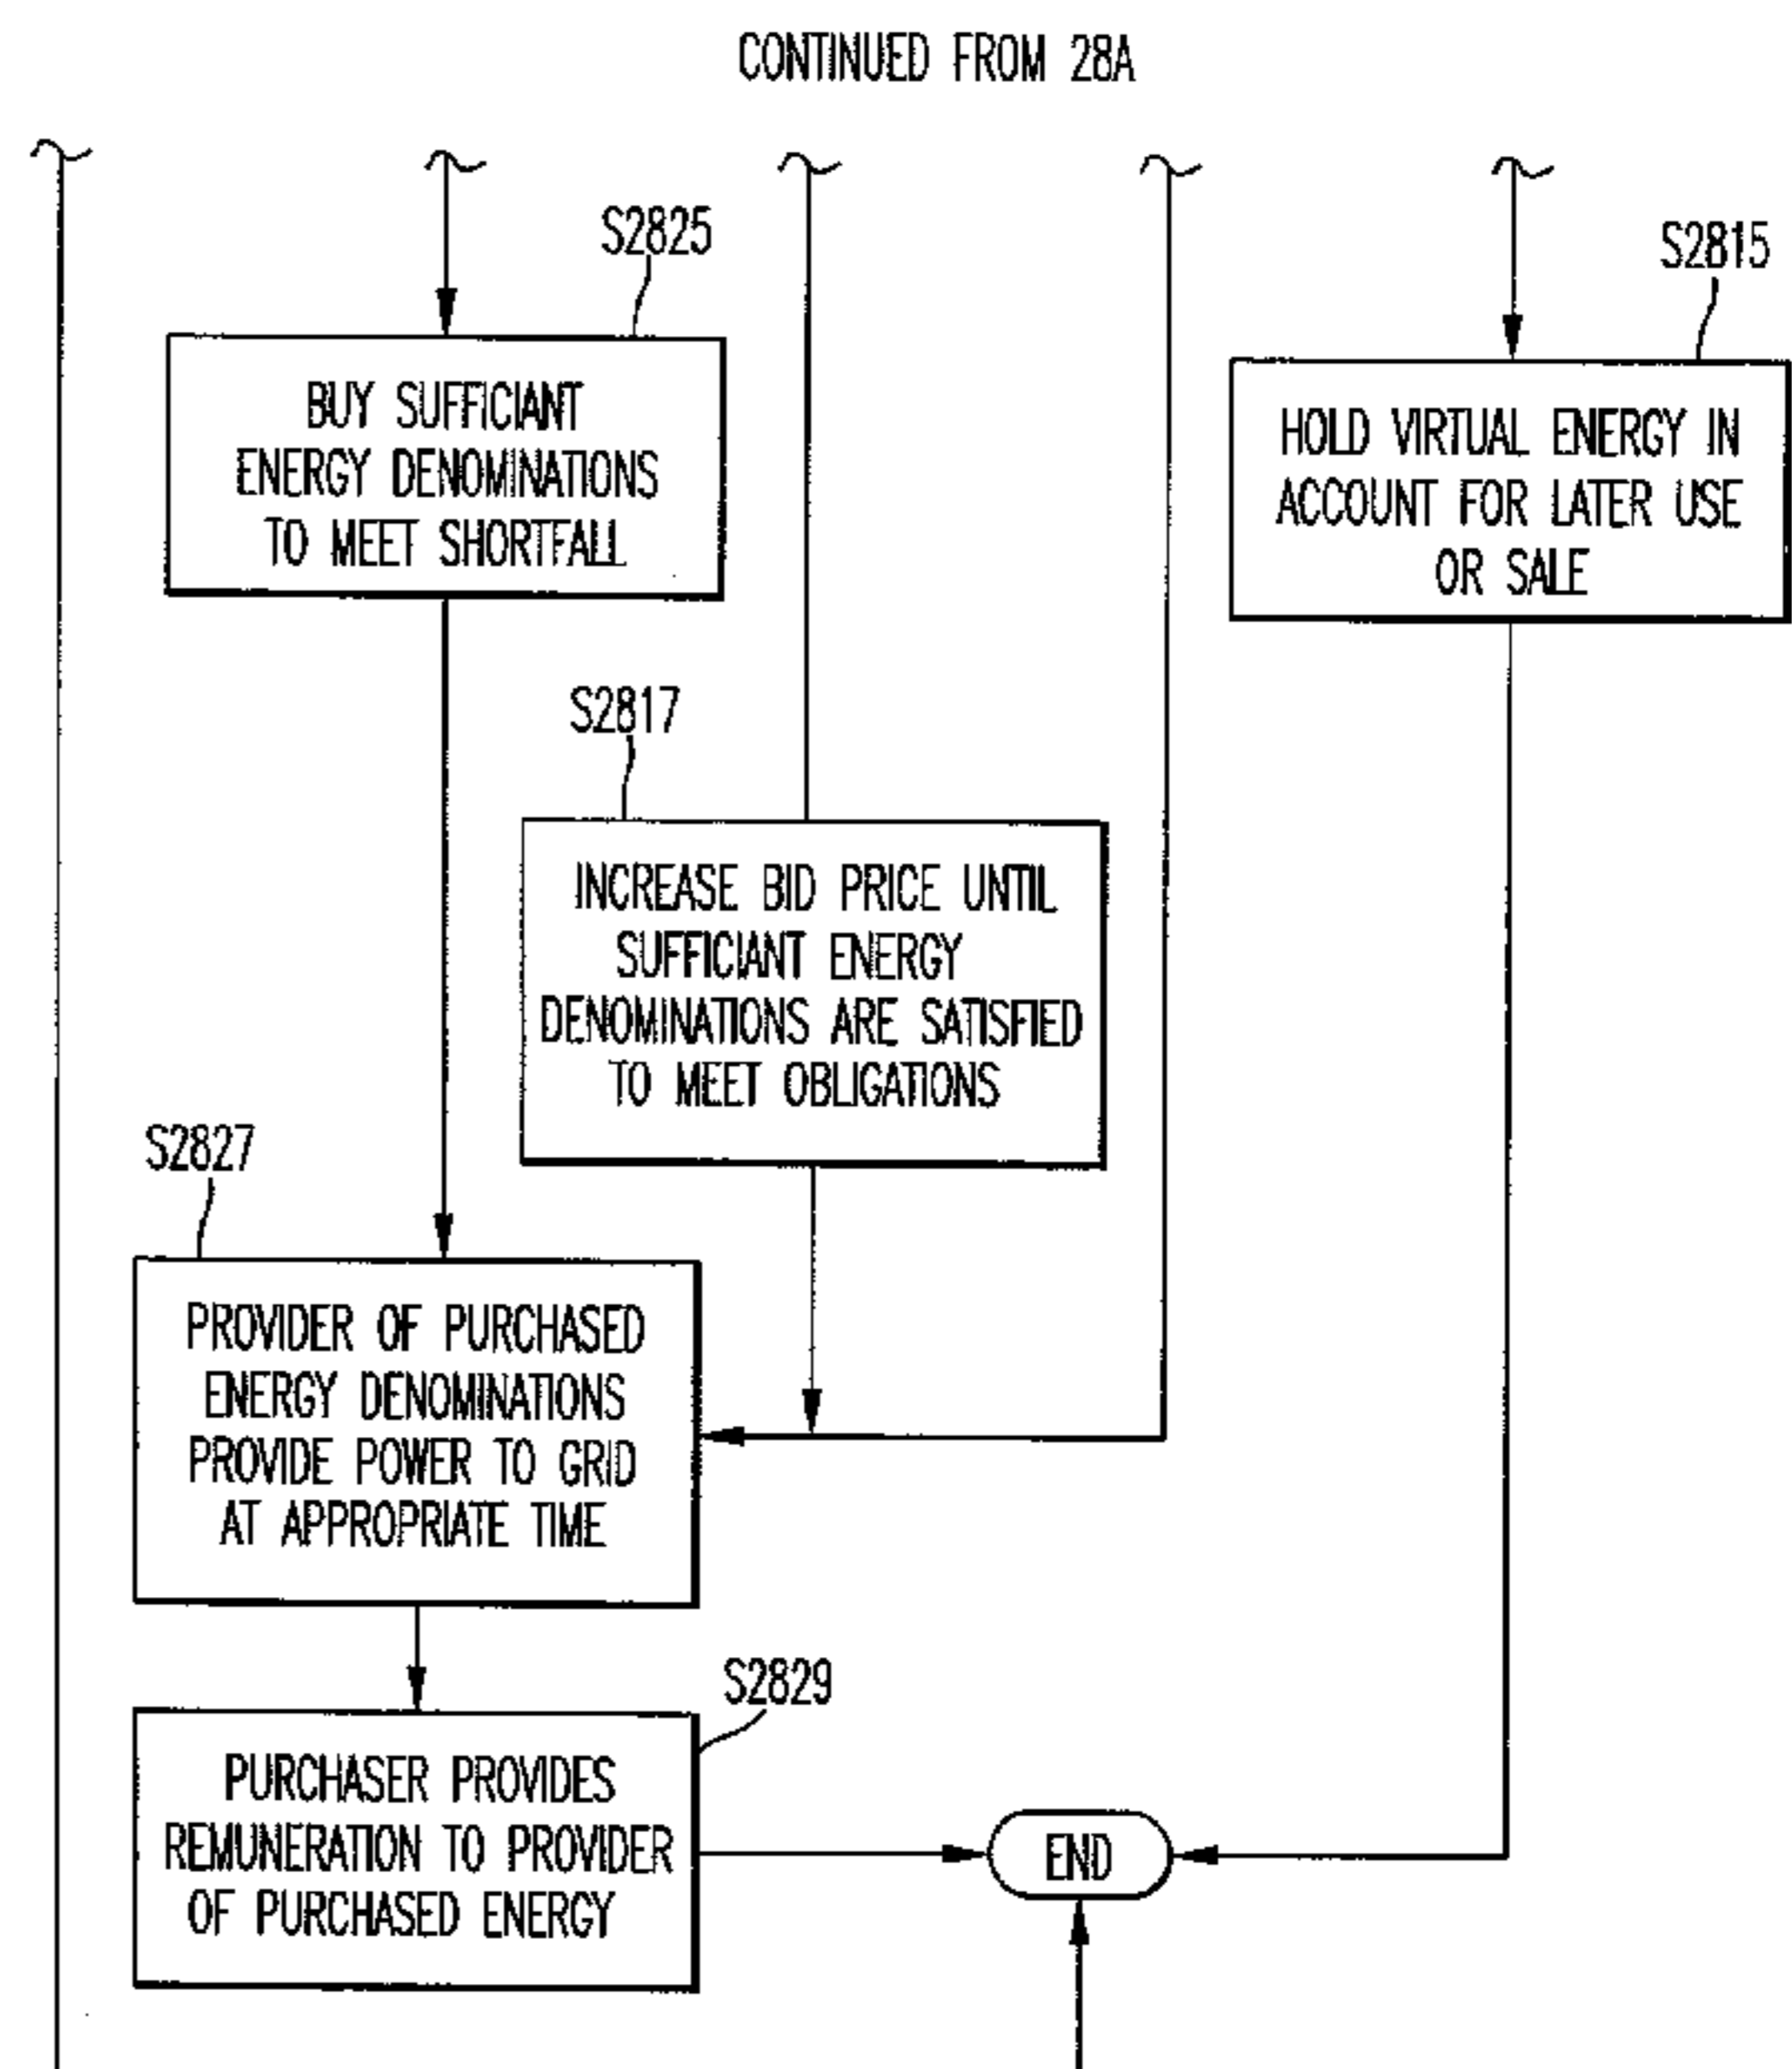 CONTINUED FROM 28A
S2825
BUY SUFFICIANT
ENERGY DENOMINATIONS
TO MEET SHORTFALL
S2815
HOLD VIRTUAL ENERGY IN
ACCOUNT FOR LATER USE
OR SALE
S2817
INCREASE BID PRICE UNTIL
SUFFICIANT ENERGY
DENOMINATIONS ARE SATISFIED
TO MEET OBLIGATIONS
S2827
PROVIDER OF PURCHASED
ENERGY DENOMINATIONS
PROVIDE POWER TO GRID
AT APPROPRIATE TIME
S2829
PURCHASER PROVIDES
REMUNERATION TO PROVIDER
OF PURCHASED ENERGY
END